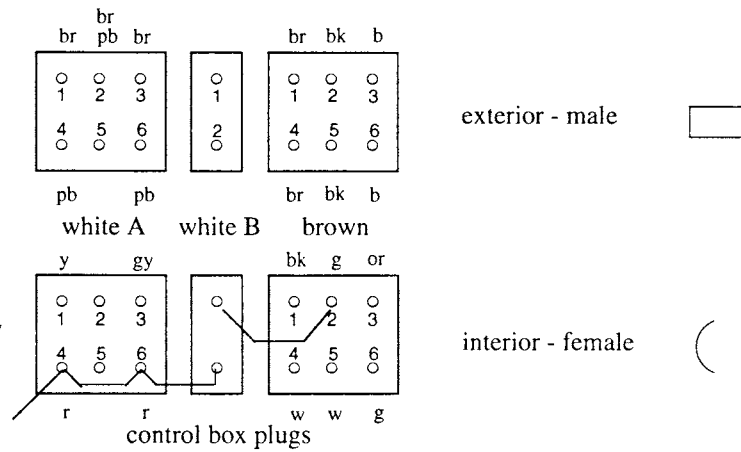 br
br pb br br bk b
1 2 3 1 1 2 3
4 5 6 2 4 5 6
exterior - male
pb pb br bk b
white A white B brown
y gy bk g or
1 2 3 1 2 3
4 5 6 4 5 6
interior - female
r r w w g
control box plugs